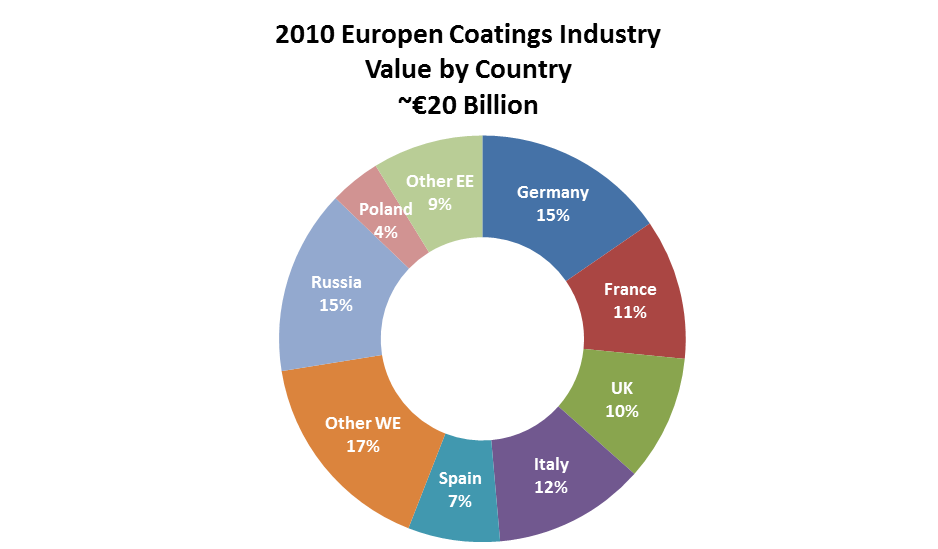 2010 Europen Coatings Industry
Value by Country
~€20 Billion
Germany
15%
France
11%
UK
10%
Italy
12%
Spain
7%
Other WE
17%
Russia
15%
Poland
4%
Other EE
9%